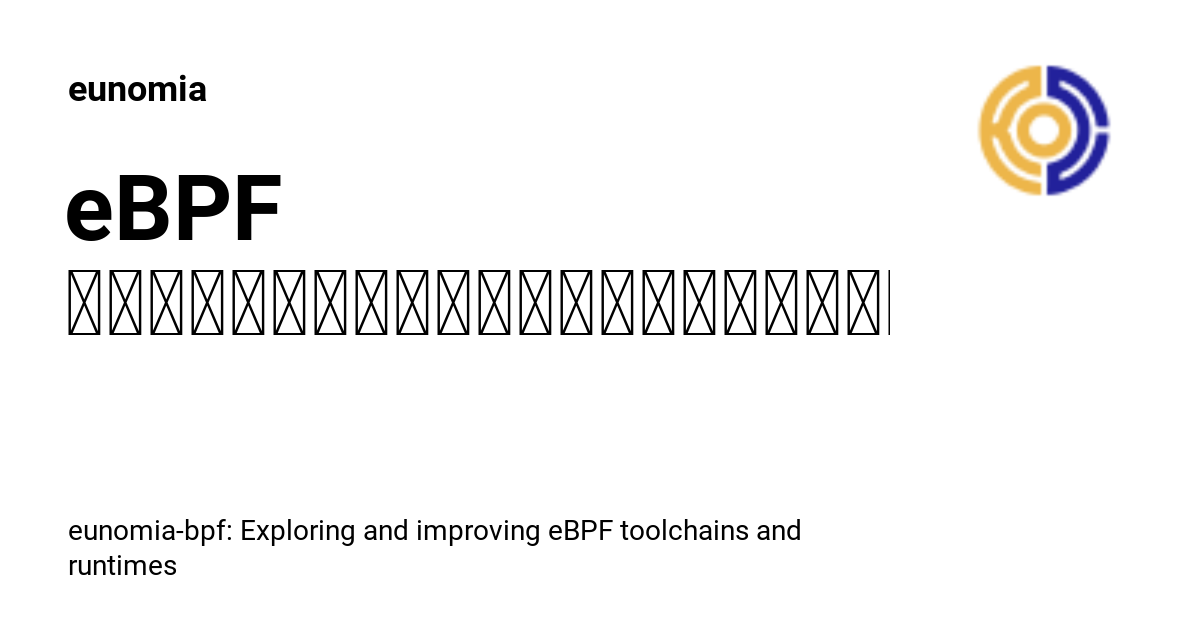 eunomia
eBPF
eunomia-bpf: Exploring and improving eBPF toolchains and
runtimes